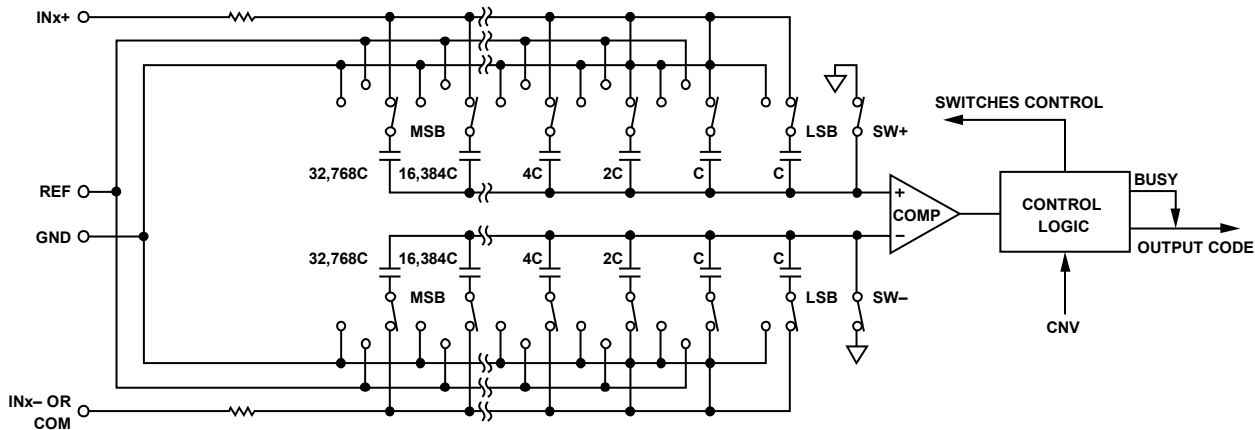 INx+
SWITCHES CONTROL
MSB
LSB
SW+
32,768C
16,384C
4C
2C
C
C
REF
BUSY
+
COMP
–
CONTROL
LOGIC
GND
OUTPUT CODE
32,768C
16,384C
4C
2C
C
C
MSB
LSB
SW–
CNV
INx– OR
COM